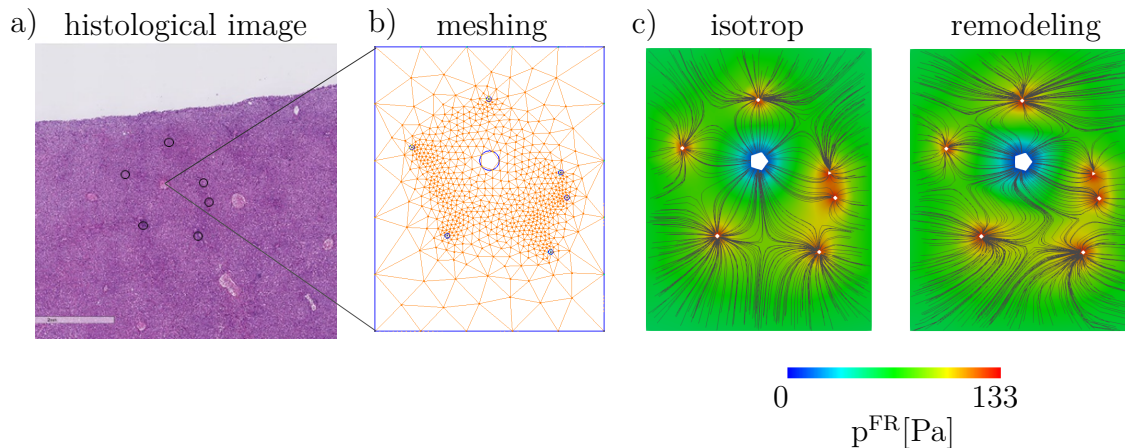 a) histological image
b) meshing
c) isotrop remodeling
0 133
p^FR[Pa]